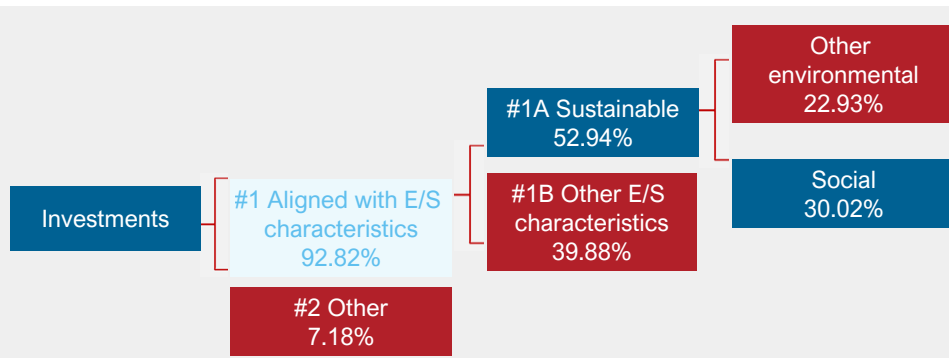 Investments
#1 Aligned with E/S
characteristics
92.82%
#2 Other
7.18%
#1A Sustainable
52.94%
#1B Other E/S
characteristics
39.88%
Other
environmental
22.93%
Social
30.02%